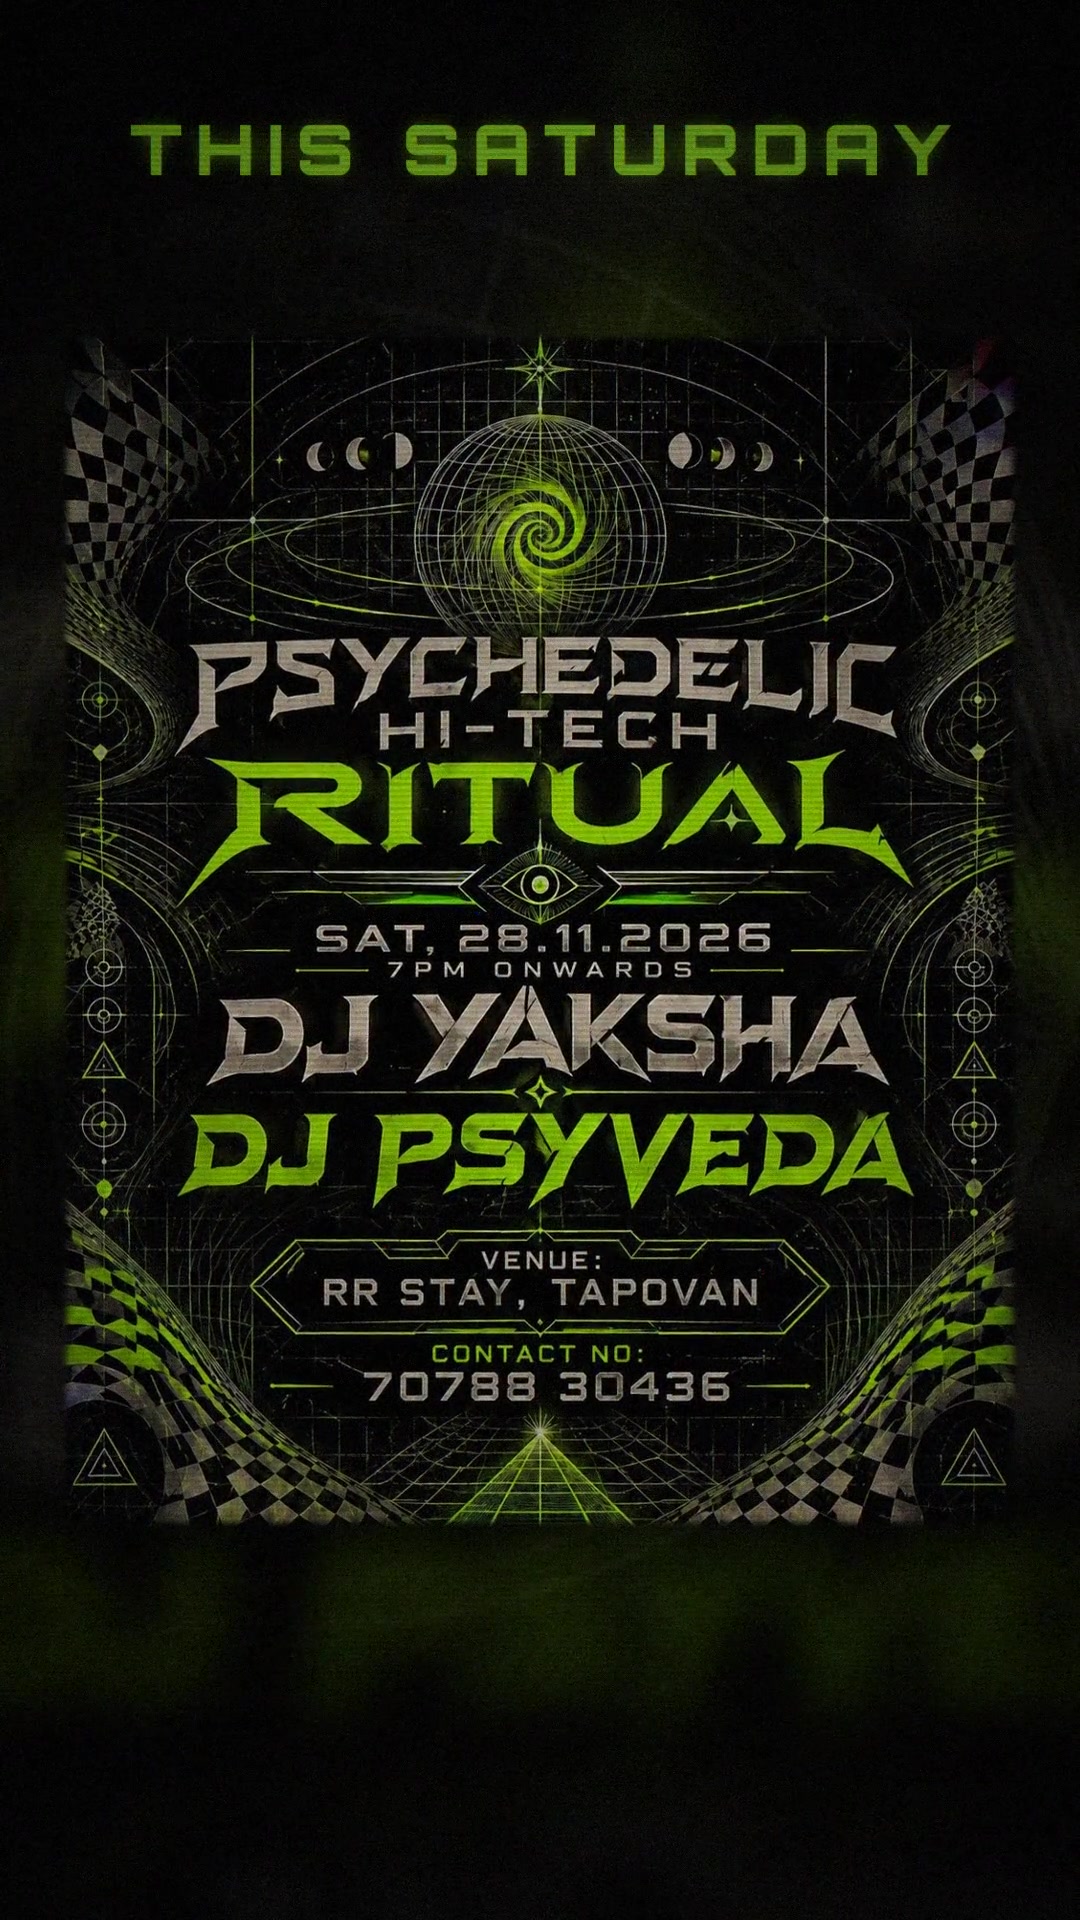 THIS SATURDAY
PSYCHEDELIC
HI-TECH
RITUAL
SAT, 28.11.2026
7PM ONWARDS
DJ YAKSHA
DJ PSYVEDA
VENUE:
RR STAY, TAPOVAN
CONTACT NO:
70788 30436